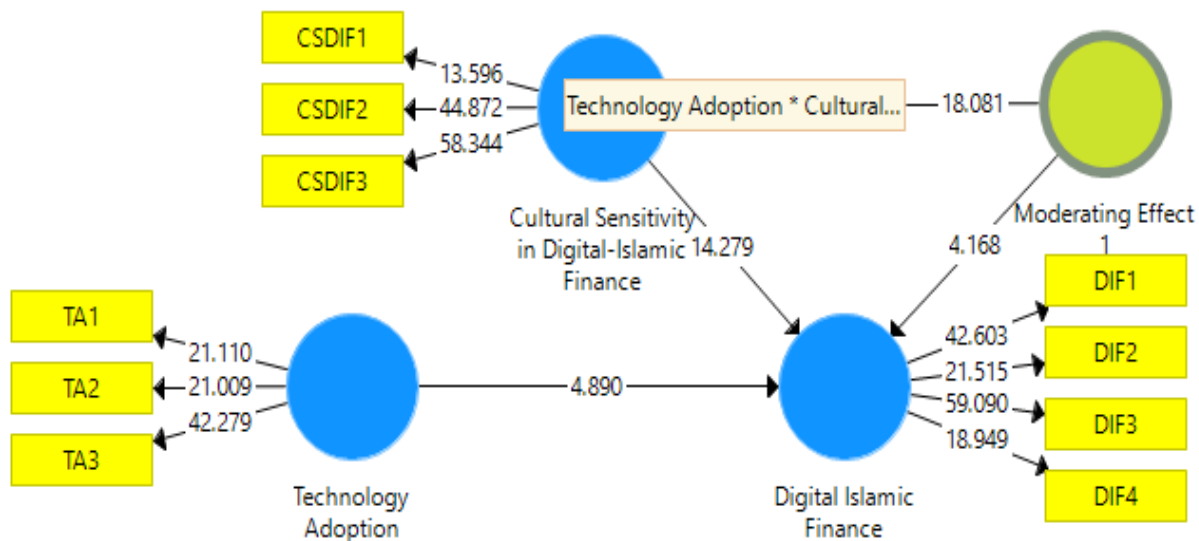 CSDIF1
13.596
CSDIF2
44.872
Technology Adoption * Cultural...
18.081
58.344
CSDIF3
Cultural Sensitivity
in Digital-Islamic
Finance
14.279
Moderating Effect
1
4.168
TA1
21.110
TA2
21.009
TA3
42.279
4.890
DIF1
42.603
DIF2
21.515
DIF3
59.090
DIF4
18.949
Technology
Adoption
Digital Islamic
Finance